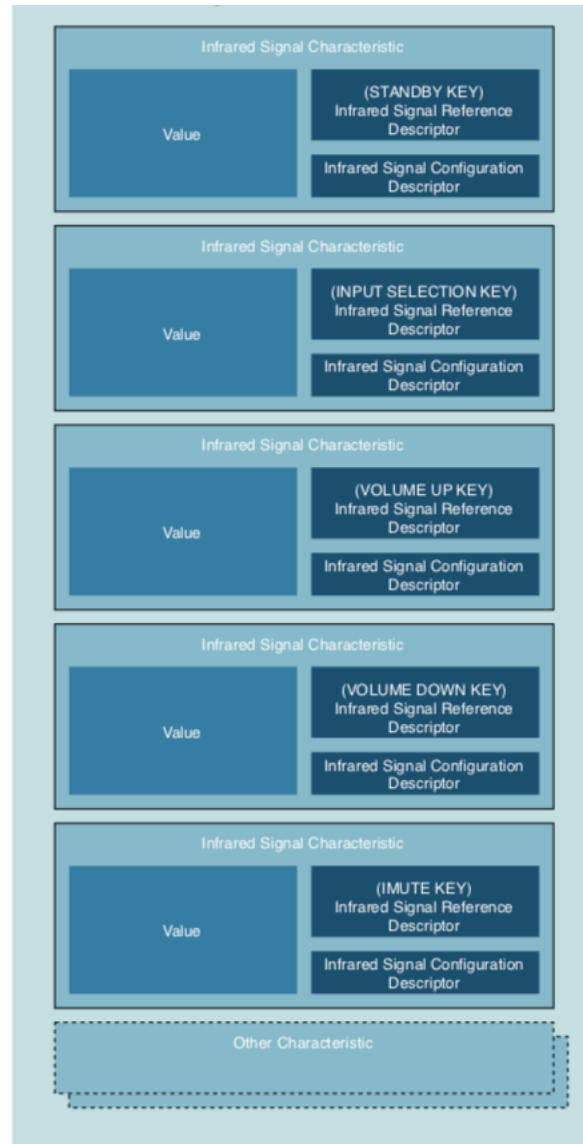 Infrared Signal Characteristic
Value
(STANDBY KEY)
Infrared Signal Reference
Descriptor
Infrared Signal Configuration
Descriptor
Infrared Signal Characteristic
Value
(INPUT SELECTION KEY)
Infrared Signal Reference
Descriptor
Infrared Signal Configuration
Descriptor
Infrared Signal Characteristic
Value
(VOLUME UP KEY)
Infrared Signal Reference
Descriptor
Infrared Signal Configuration
Descriptor
Infrared Signal Characteristic
Value
(VOLUME DOWN KEY)
Infrared Signal Reference
Descriptor
Infrared Signal Configuration
Descriptor
Infrared Signal Characteristic
Value
(IMUTE KEY)
Infrared Signal Reference
Descriptor
Infrared Signal Configuration
Descriptor
Other Characteristic